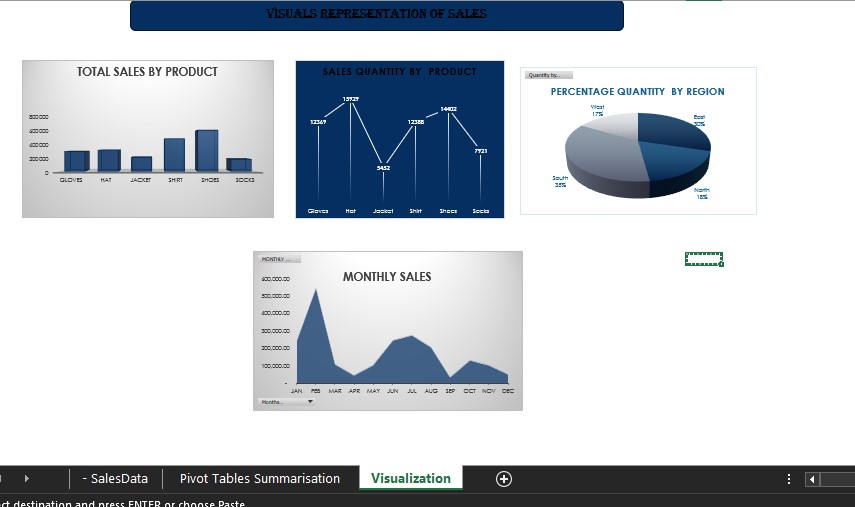 VISUALS REPRESENTATION OF SALES
TOTAL SALES BY PRODUCT
800000
600000
400000
200000
0
GLOVES HAT JACKET SHIRT SHOES SOCKS
SALES QUANTITY BY PRODUCT
12369
15929
5452
12388
14402
7921
Gloves Hat Jacket Shirt Shoes Socks
Quantity by...
PERCENTAGE QUANTITY BY REGION
West
17%
East
30%
South
35%
North
18%
MONTHLY ...
MONTHLY SALES
600,000.00
500,000.00
400,000.00
300,000.00
200,000.00
100,000.00
-
JAN FEB MAR APR MAY JUN JUL AUG SEP OCT NOV DEC
Months...
- SalesData Pivot Tables Summarisation Visualization
ct destination and press ENTER or choose Paste